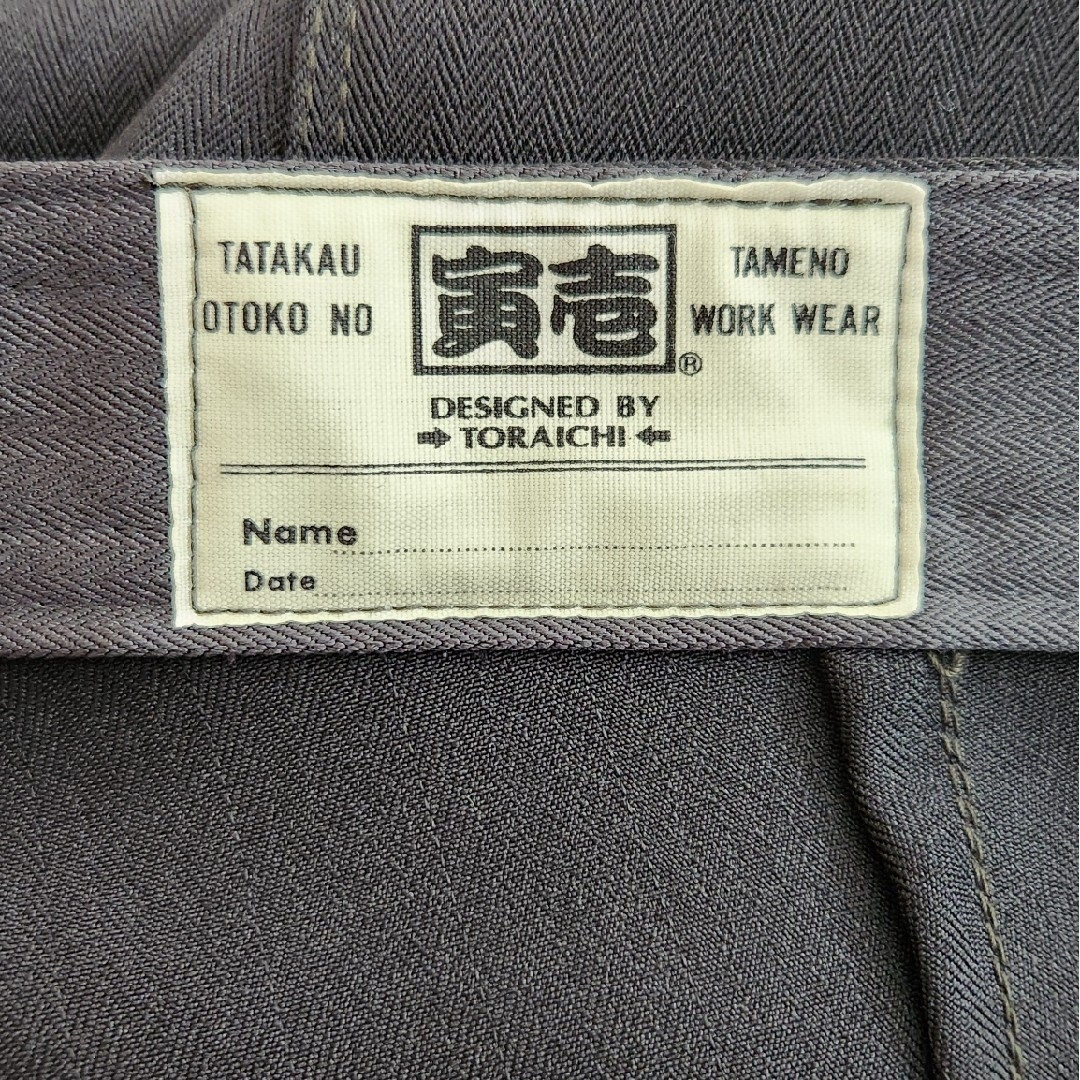 TATAKAU
OTOKO NO
寅壱
®
TAMENO
WORK WEAR
DESIGNED BY
TORAICHI
Name
Date